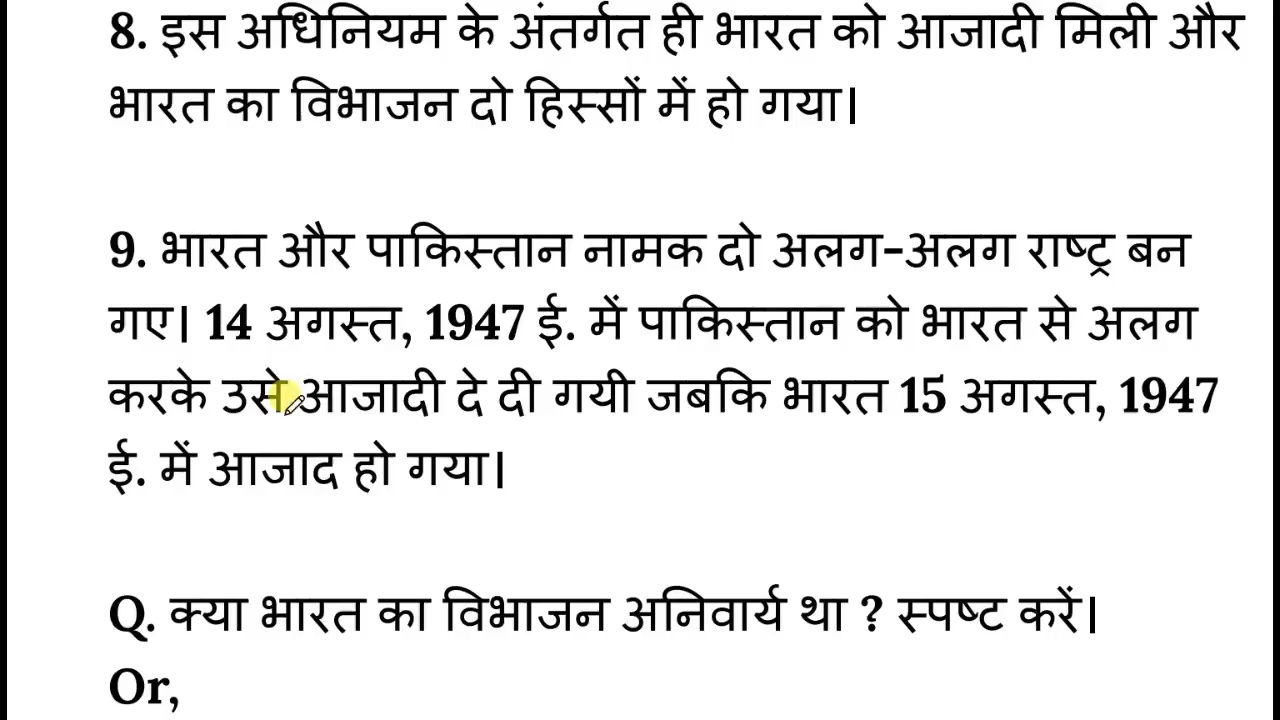 8. इस अधिनियम के अंतर्गत ही भारत को आजादी मिली और
भारत का विभाजन दो हिस्सों में हो गया।
9. भारत और पाकिस्तान नामक दो अलग-अलग राष्ट्र बन
गए। 14 अगस्त, 1947 ई. में पाकिस्तान को भारत से अलग
करके उसे आजादी दे दी गयी जबकि भारत 15 अगस्त, 1947
ई. में आजाद हो गया।
Q. क्या भारत का विभाजन अनिवार्य था ? स्पष्ट करें।
Or,